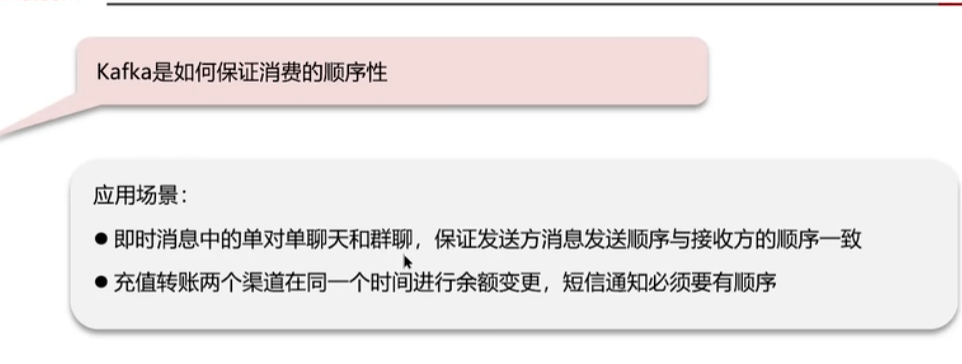 Kafka是如何保证消费的顺序性
应用场景：
● 即时消息中的单对单聊天和群聊，保证发送方消息发送顺序与接收方的顺序一致
● 充值转账两个渠道在同一个时间进行余额变更，短信通知必须要有顺序